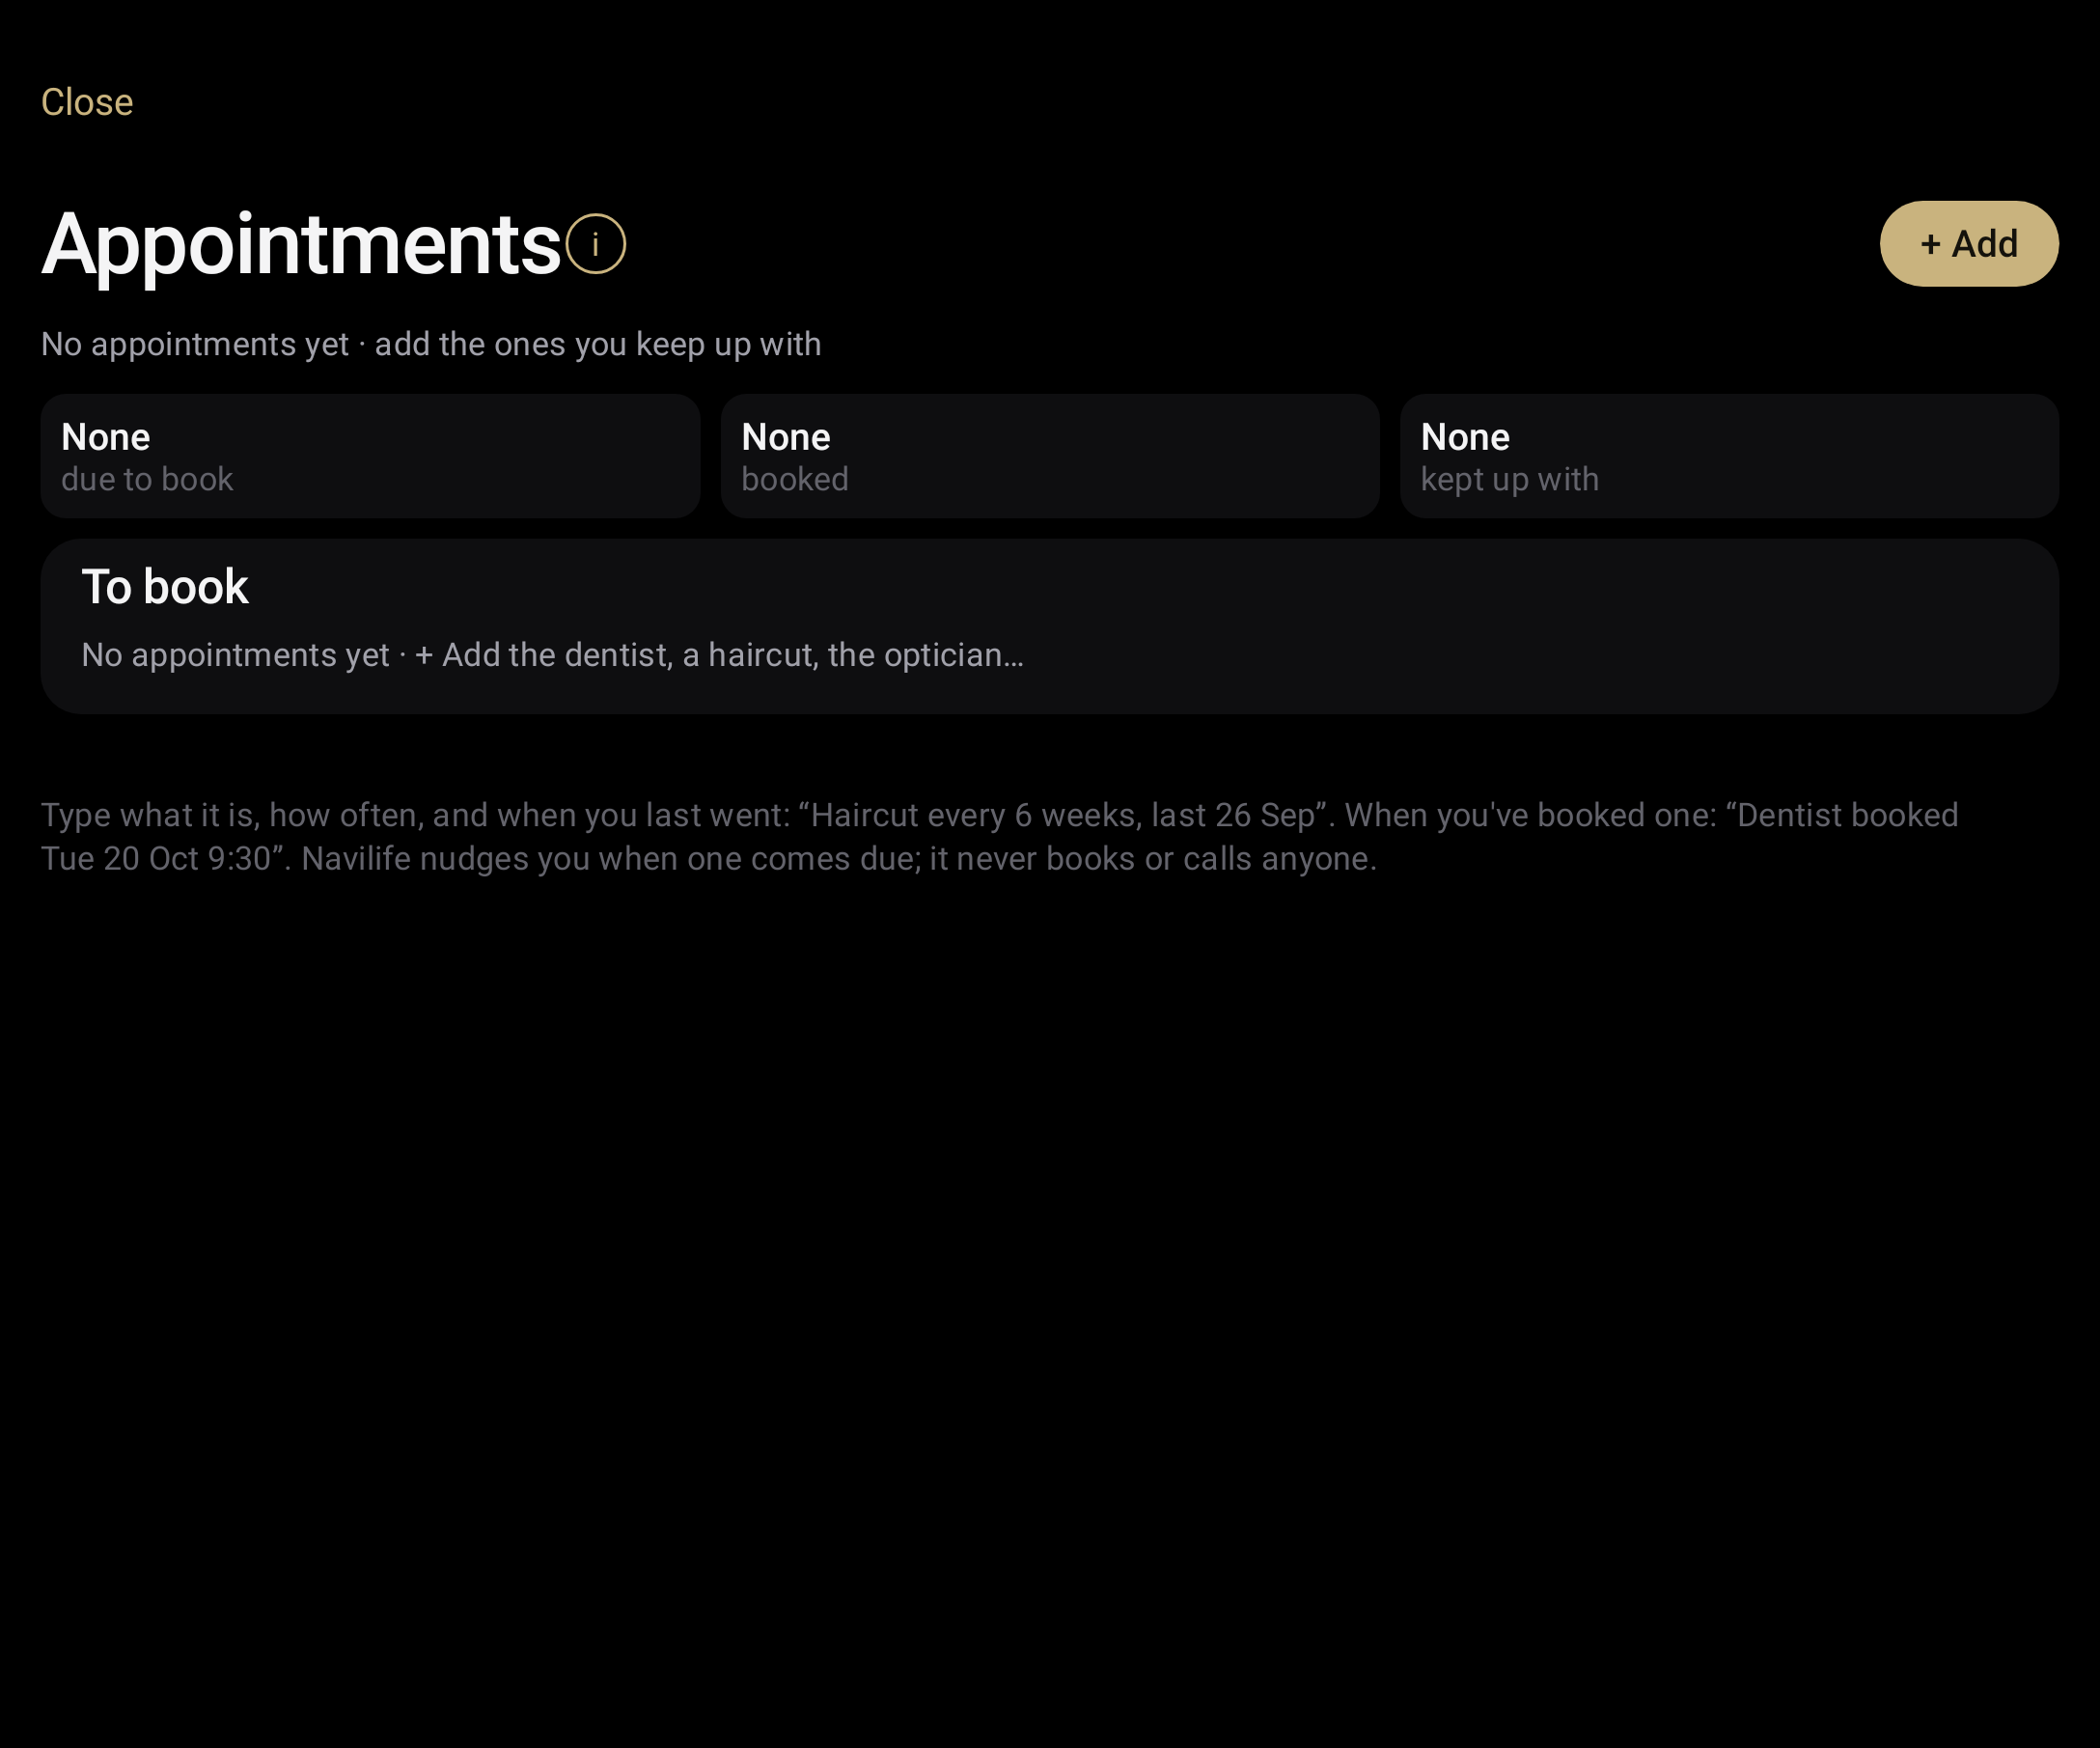 Close
Appointments i
+ Add
No appointments yet · add the ones you keep up with
None
due to book
None
booked
None
kept up with
To book
No appointments yet · + Add the dentist, a haircut, the optician…
Type what it is, how often, and when you last went: “Haircut every 6 weeks, last 26 Sep”. When you've booked one: “Dentist booked
Tue 20 Oct 9:30”. Navilife nudges you when one comes due; it never books or calls anyone.